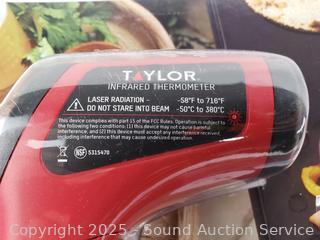 TAYLOR
INFRARED THERMOMETER
LASER RADIATION - -58°F to 716°F
DO NOT STARE INTO BEAM -50°C to 380°C
This device complies with part 15 of the FCC Rules. Operation is subject to
the following two conditions: (1) this device may not cause harmful
interference, and (2) this device must accept any interference received
including interference that may cause undesired operation.
NSF 5315470
Copyright 2025 - Sound Auction Service